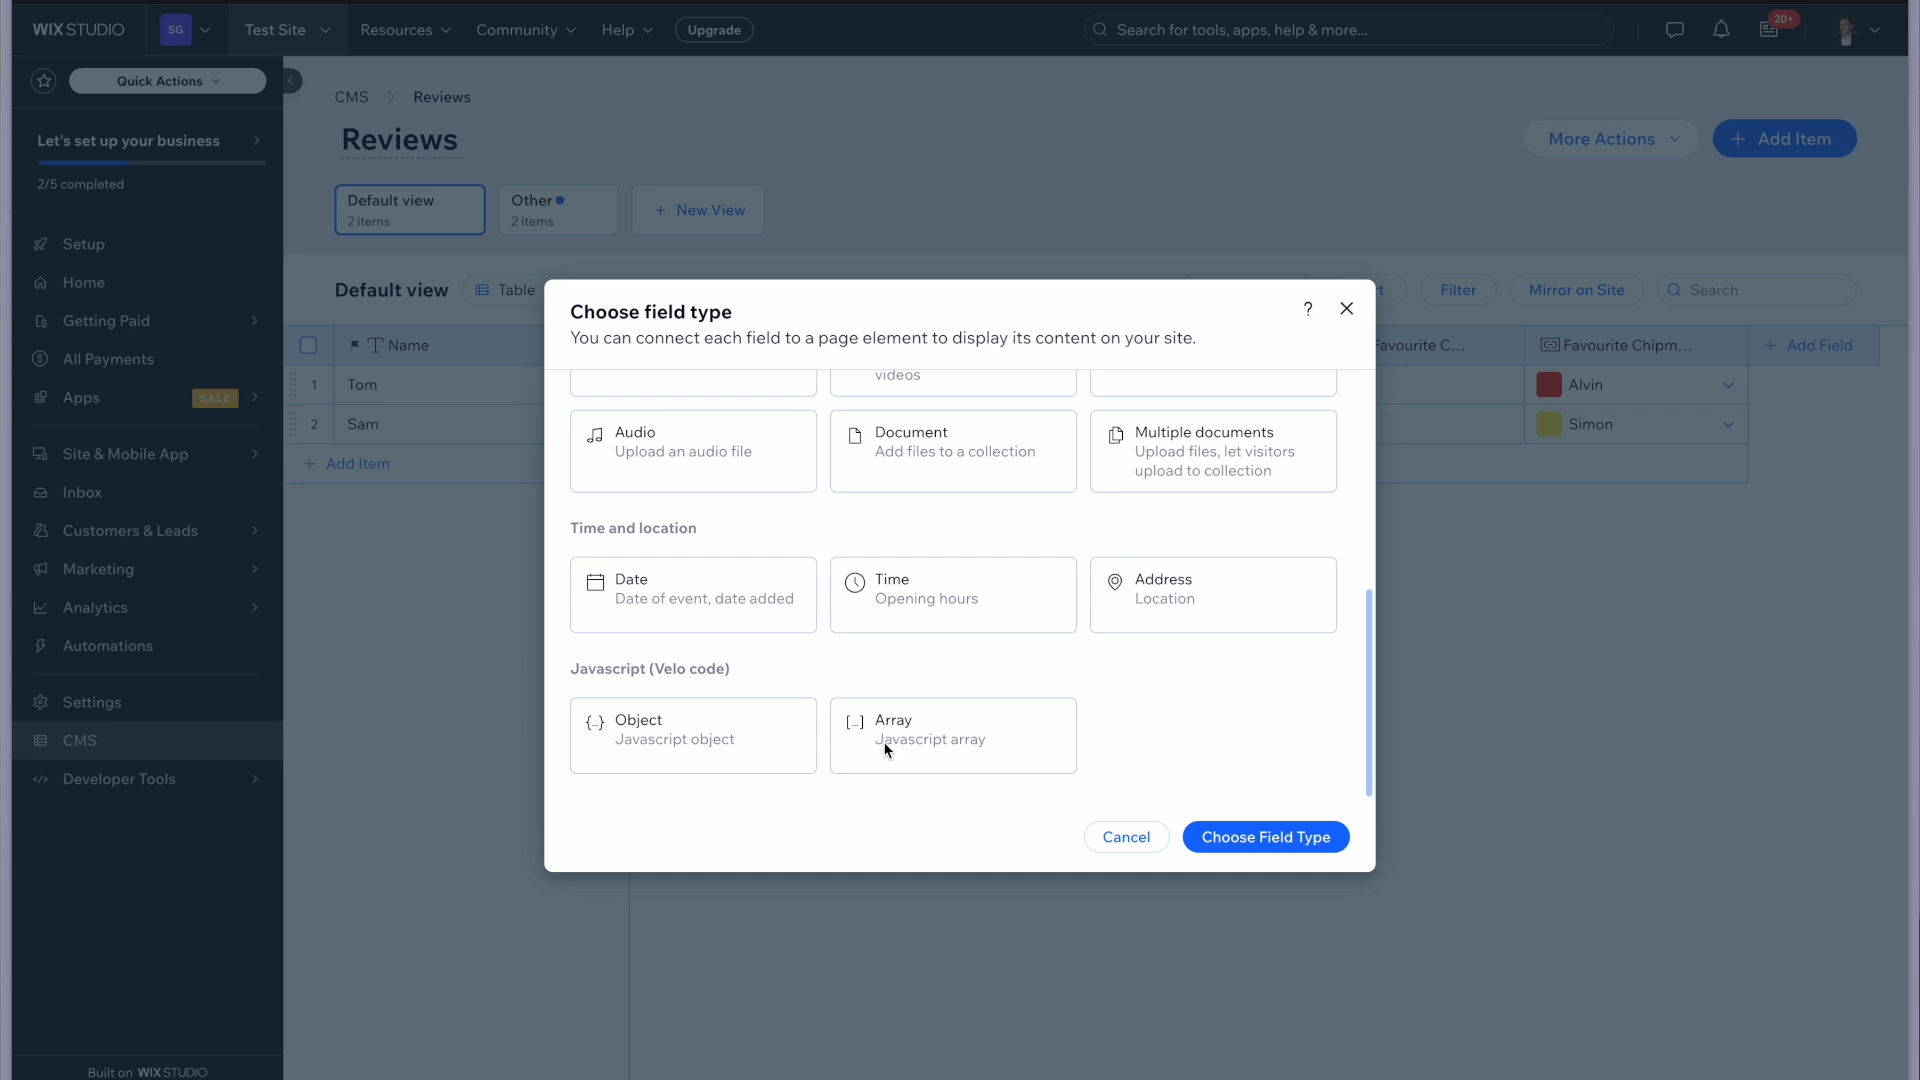 WIX STUDIO
SG
Test Site
Resources
Community
Help
Upgrade
Search for tools, apps, help & more...
20+
Quick Actions
Let's set up your business
2/5 completed
Setup
Home
Getting Paid
All Payments
Apps
SALE
Site & Mobile App
Inbox
Customers & Leads
Marketing
Analytics
Automations
Settings
CMS
Developer Tools
Built on WIX STUDIO
CMS > Reviews
Reviews
More Actions
+ Add Item
Default view
2 items
Other
2 items
+ New View
Default view
Table
Filter
Mirror on Site
Search
Name
Favourite C...
Favourite Chipm...
+ Add Field
1 Tom
Alvin
2 Sam
Simon
+ Add Item
Choose field type
?
You can connect each field to a page element to display its content on your site.
videos
Audio
Upload an audio file
Document
Add files to a collection
Multiple documents
Upload files, let visitors
upload to collection
Time and location
Date
Date of event, date added
Time
Opening hours
Address
Location
Javascript (Velo code)
{...} Object
Javascript object
[...] Array
Javascript array
Cancel
Choose Field Type